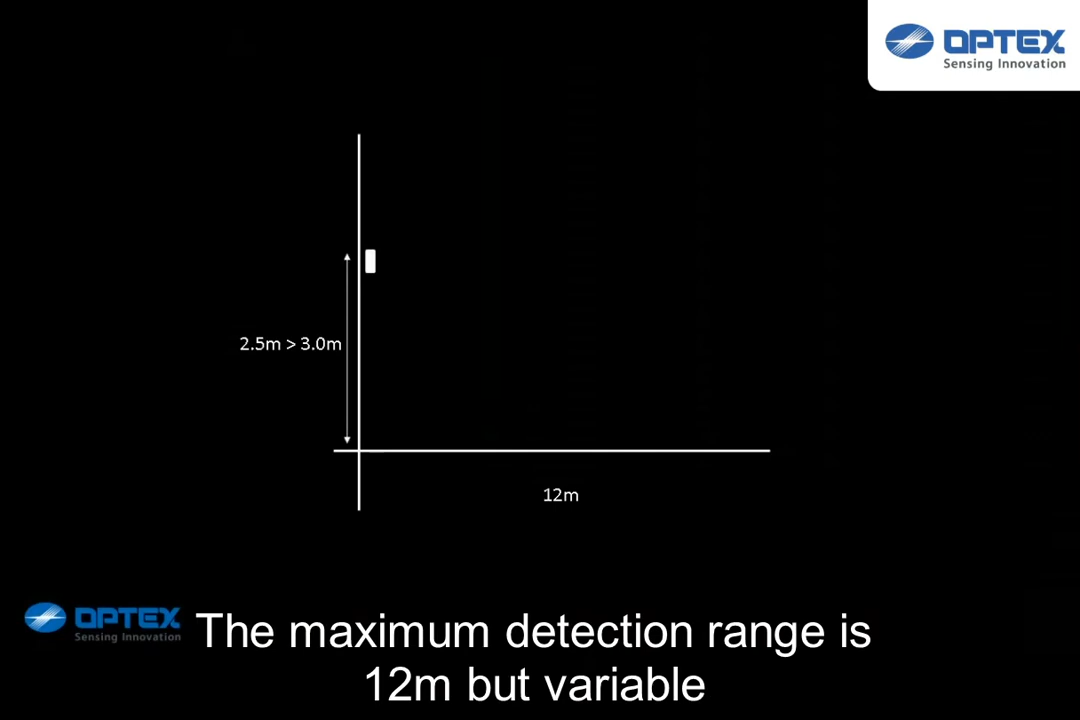 OPTEX
Sensing Innovation
2.5m > 3.0m
12m
OPTEX
Sensing Innovation
The maximum detection range is
12m but variable